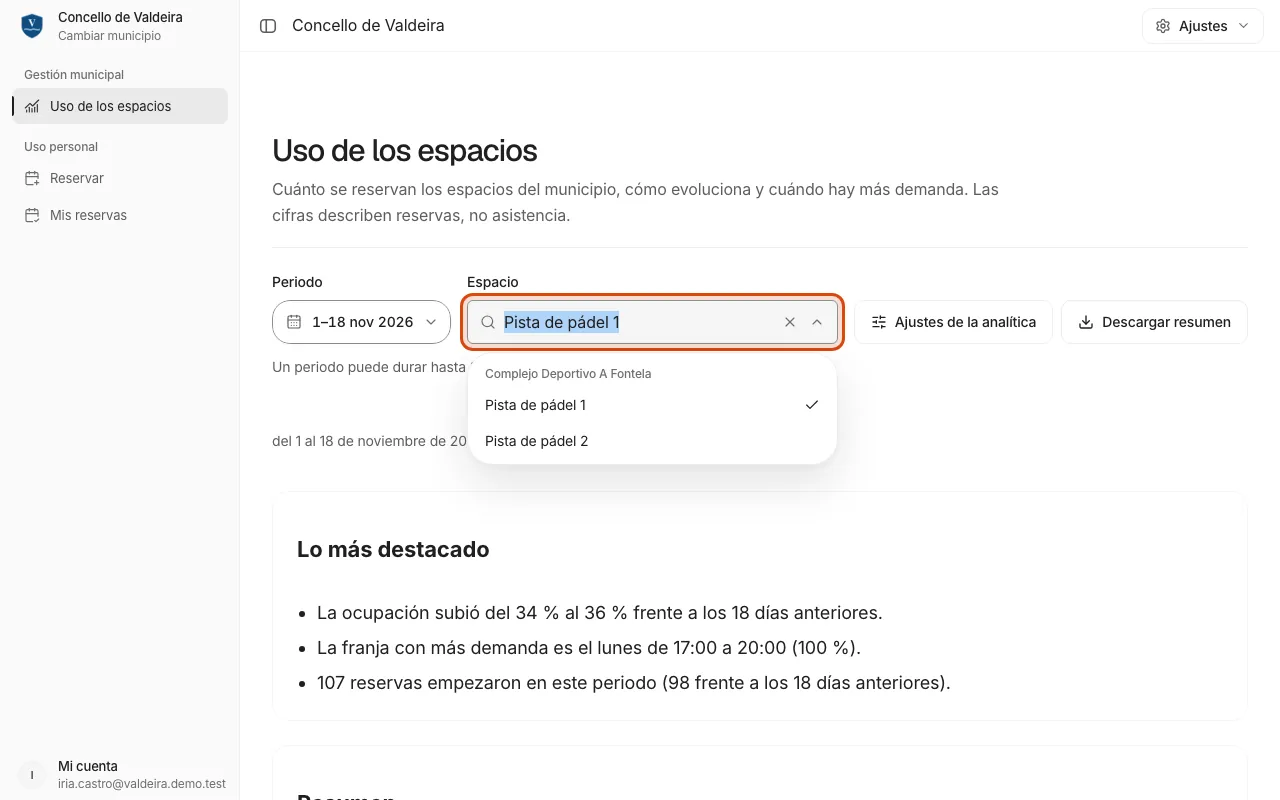 Concello de Valdeira
Cambiar municipio
Concello de Valdeira
Ajustes
Gestión municipal
Uso de los espacios
Uso personal
Reservar
Mis reservas
Uso de los espacios
Cuánto se reservan los espacios del municipio, cómo evoluciona y cuándo hay más demanda. Las
cifras describen reservas, no asistencia.
Periodo
Espacio
1–18 nov 2026
Pista de pádel 1
Ajustes de la analítica
Descargar resumen
Un periodo puede durar hasta
Complejo Deportivo A Fontela
Pista de pádel 1
Pista de pádel 2
del 1 al 18 de noviembre de 20
Lo más destacado
La ocupación subió del 34 % al 36 % frente a los 18 días anteriores.
La franja con más demanda es el lunes de 17:00 a 20:00 (100 %).
107 reservas empezaron en este periodo (98 frente a los 18 días anteriores).
I
Mi cuenta
iria.castro@valdeira.demo.test